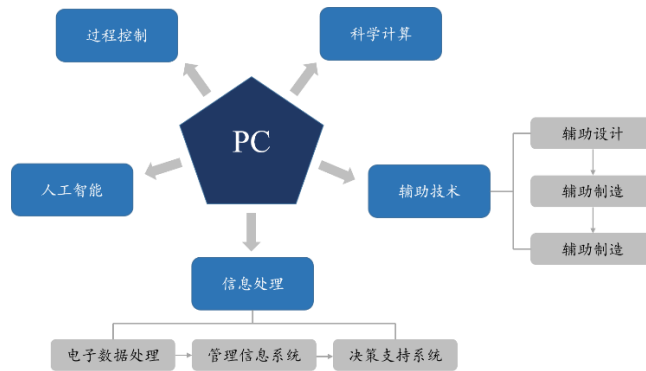 过程控制
科学计算
PC
人工智能
辅助技术
辅助设计
辅助制造
辅助制造
信息处理
电子数据处理
管理信息系统
决策支持系统